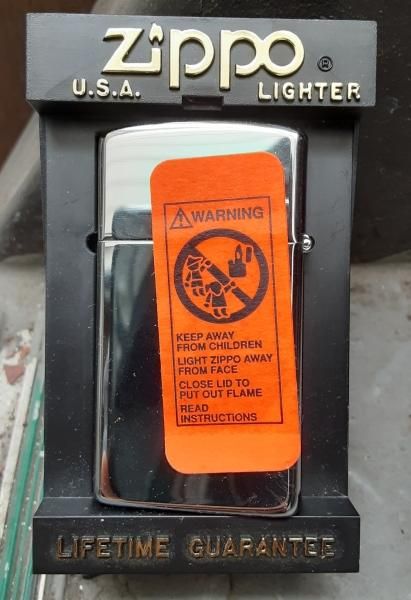 Zippo ®
U.S.A. LIGHTER
WARNING
KEEP AWAY
FROM CHILDREN
LIGHT ZIPPO AWAY
FROM FACE
CLOSE LID TO
PUT OUT FLAME
READ
INSTRUCTIONS
LIFETIME GUARANTEE